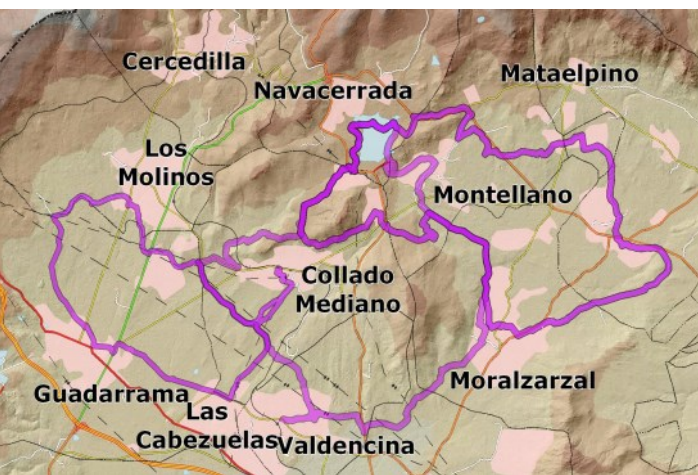 Cercedilla
Mataelpino
Navacerrada
Los
Molinos
Montellano
Collado
Mediano
Moralzarzal
Guadarrama
Las
Cabezuelas
Valdencina